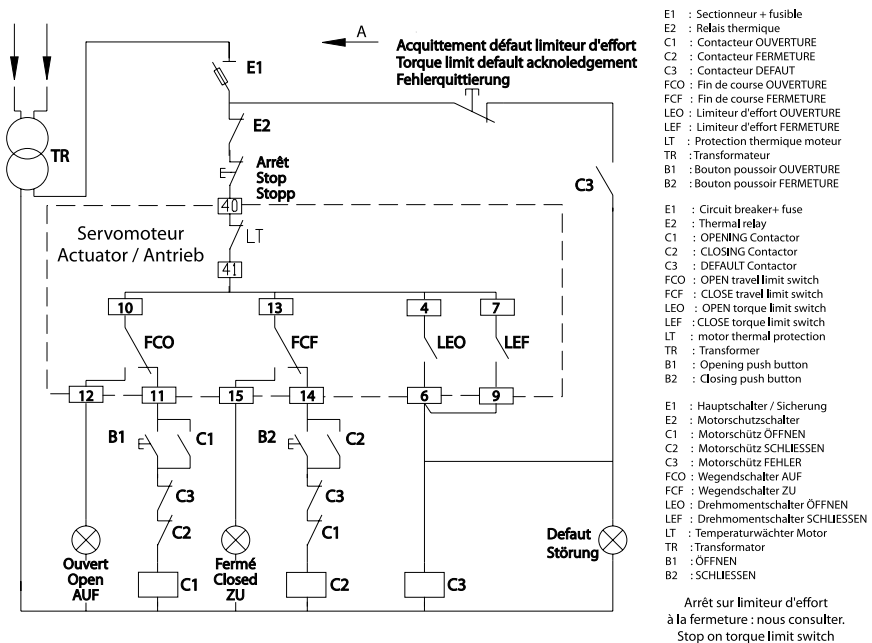 A
Acquittement défaut limiteur d'effort
Torque limit default acknoledgement
Fehlerquittierung
E1
E2
TR
Arrêt
Stop
Stopp
C3
40
Servomoteur
Actuator / Antrieb
LT
41
10
13
4
7
FCO
FCF
LEO
LEF
12
11
15
14
6
9
B1
C1
B2
C2
C3
C3
C2
C1
Ouvert
Open
AUF
Fermé
Closed
ZU
Defaut
Störung
C1
C2
C3
E1 : Sectionneur + fusible
E2 : Relais thermique
C1 : Contacteur OUVERTURE
C2 : Contacteur FERMETURE
C3 : Contacteur DEFAUT
FCO : Fin de course OUVERTURE
FCF : Fin de course FERMETURE
LEO : Limiteur d'effort OUVERTURE
LEF : Limiteur d'effort FERMETURE
LT : Protection thermique moteur
TR : Transformateur
B1 : Bouton poussoir OUVERTURE
B2 : Bouton poussoir FERMETURE
E1 : Circuit breaker+ fuse
E2 : Thermal relay
C1 : OPENING Contactor
C2 : CLOSING Contactor
C3 : DEFAULT Contactor
FCO : OPEN travel limit switch
FCF : CLOSE travel limit switch
LEO : OPEN torque limit switch
LEF : CLOSE torque limit switch
LT : motor thermal protection
TR : Transformer
B1 : Opening push button
B2 : Closing push button
E1 : Hauptschalter / Sicherung
E2 : Motorschutzschalter
C1 : Motorschütz ÖFFNEN
C2 : Motorschütz SCHLIESSEN
C3 : Motorschütz FEHLER
FCO : Wegendschalter AUF
FCF : Wegendschalter ZU
LEO : Drehmomentschalter ÖFFNEN
LEF : Drehmomentschalter SCHLIESSEN
LT : Temperaturwächter Motor
TR : Transformator
B1 : ÖFFNEN
B2 : SCHLIESSEN
Arrêt sur limiteur d'effort
à la fermeture : nous consulter.
Stop on torque limit switch